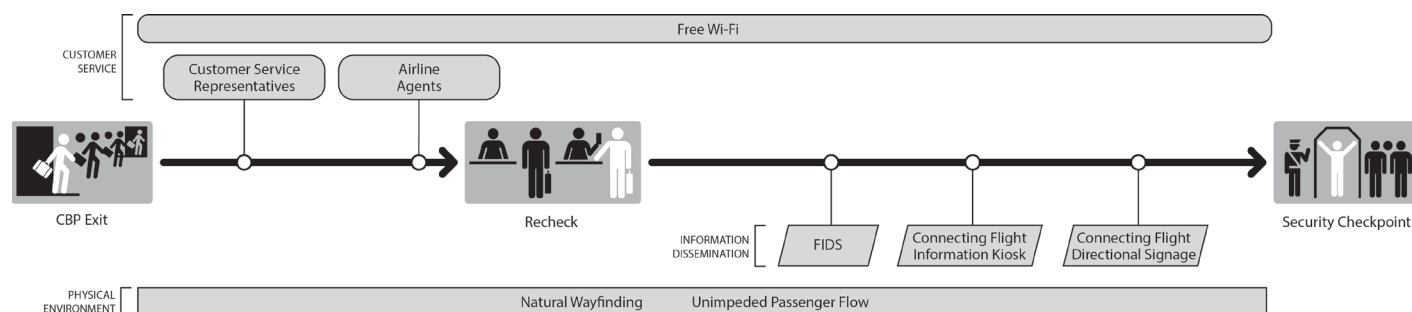 Free Wi-Fi
CUSTOMER
SERVICE
Customer Service
Representatives
Airline
Agents
CBP Exit
Recheck
Security Checkpoint
INFORMATION
DISSEMINATION
FIDS
Connecting Flight
Information Kiosk
Connecting Flight
Directional Signage
PHYSICAL
ENVIRONMENT
Natural Wayfinding
Unimpeded Passenger Flow